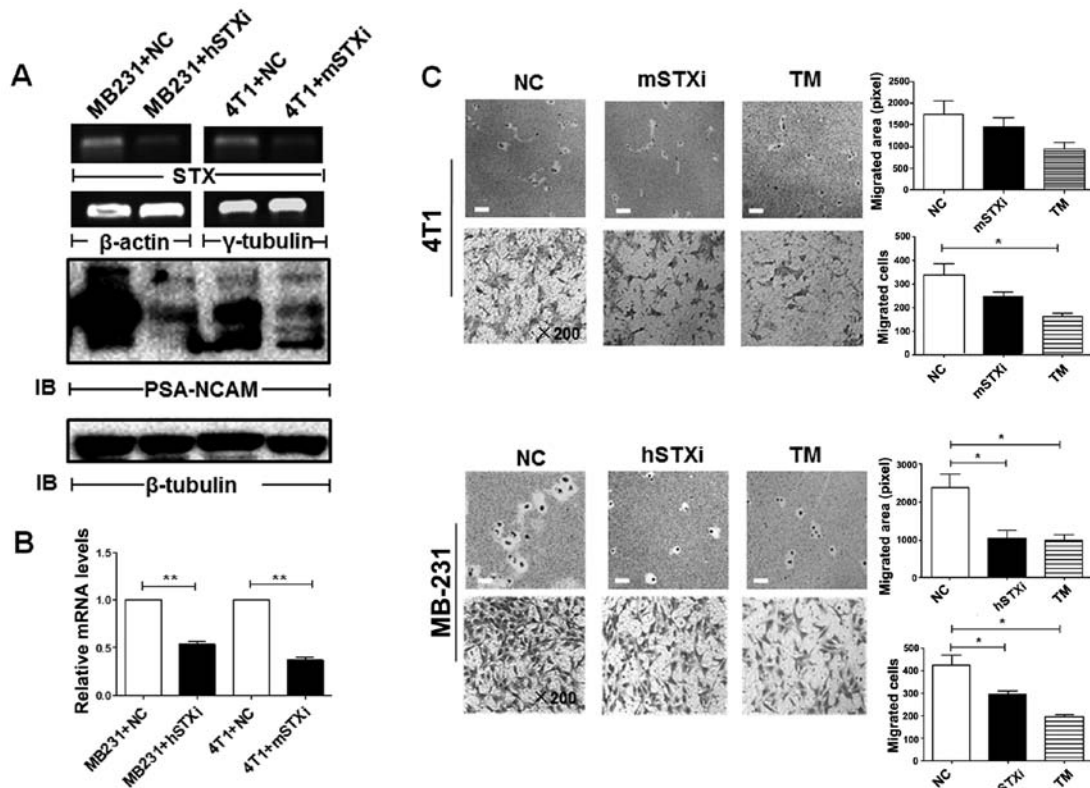 A
MB231+NC
MB231+hSTXi
4T1+NC
4T1+mSTXi
STX
β-actin
γ-tubulin
IB PSA-NCAM
IB β-tubulin
B
Relative mRNA levels
1.5
1.0
0.5
0.0
**
**
MB231+NC
MB231+hSTXi
4T1+NC
4T1+mSTXi
C
NC mSTXi TM
4T1
×200
Migrated area (pixel)
2500
2000
1500
1000
500
0
NC
mSTXi
TM
Migrated cells
500
400
300
200
100
0
*
NC
mSTXi
TM
NC hSTXi TM
MB-231
×200
Migrated area (pixel)
3000
2000
1000
0
*
*
NC
hSTXi
TM
Migrated cells
500
400
300
200
100
0
*
*
NC
TM